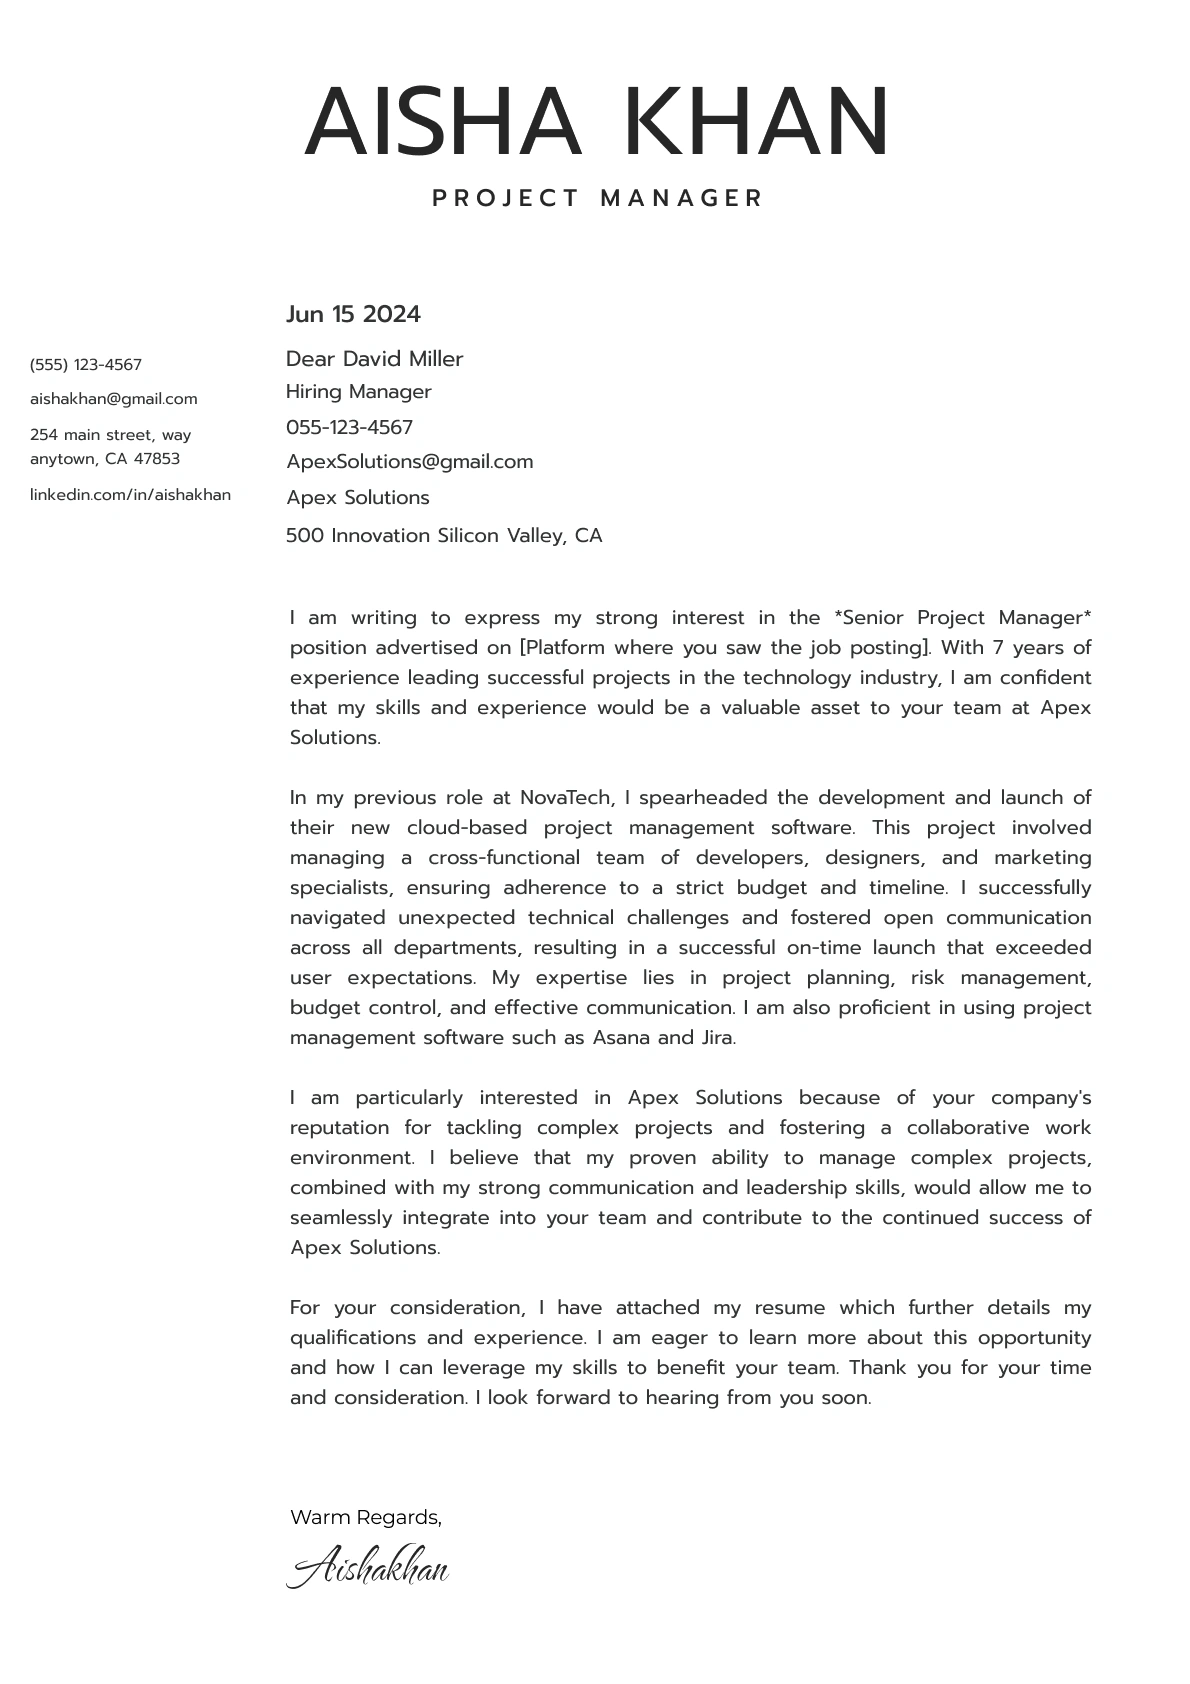 AISHA KHAN
PROJECT MANAGER
(555) 123-4567
aishakhan@gmail.com
254 main street, way
anytown, CA 47853
linkedin.com/in/aishakhan
Jun 15 2024
Dear David Miller
Hiring Manager
055-123-4567
ApexSolutions@gmail.com
Apex Solutions
500 Innovation Silicon Valley, CA
I am writing to express my strong interest in the *Senior Project Manager*
position advertised on [Platform where you saw the job posting]. With 7 years of
experience leading successful projects in the technology industry, I am confident
that my skills and experience would be a valuable asset to your team at Apex
Solutions.
In my previous role at NovaTech, I spearheaded the development and launch of
their new cloud-based project management software. This project involved
managing a cross-functional team of developers, designers, and marketing
specialists, ensuring adherence to a strict budget and timeline. I successfully
navigated unexpected technical challenges and fostered open communication
across all departments, resulting in a successful on-time launch that exceeded
user expectations. My expertise lies in project planning, risk management,
budget control, and effective communication. I am also proficient in using project
management software such as Asana and Jira.
I am particularly interested in Apex Solutions because of your company's
reputation for tackling complex projects and fostering a collaborative work
environment. I believe that my proven ability to manage complex projects,
combined with my strong communication and leadership skills, would allow me to
seamlessly integrate into your team and contribute to the continued success of
Apex Solutions.
For your consideration, I have attached my resume which further details my
qualifications and experience. I am eager to learn more about this opportunity
and how I can leverage my skills to benefit your team. Thank you for your time
and consideration. I look forward to hearing from you soon.
Warm Regards,
Aishakhan